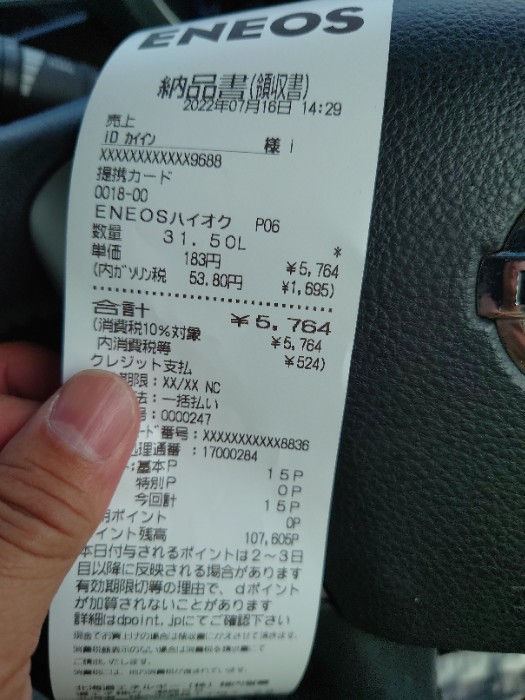 ENEOS
納品書(領収書)
2022年07月16日 14:29
売上
iD カイイン 様 i
XXXXXXXXXXXX9688
提携カード
0018-00
ENEOSハイオク P06
数量 31.50L *
単価 183円 ¥5,764
(内ガソリン税 53.80円 ¥1,695)
合計 ¥5,764
(消費税10%対象 ¥5,764
内消費税等 ¥524)
クレジット支払
期限:XX/XX NC
法:一括払い
号:0000247
ード番号:XXXXXXXXXXX8836
処理通番:17000284
:基本P 15P
特別P 0P
今回計 15P
用ポイント 0P
イント残高 107,605P
本日付与されるポイントは2~3日
目以降に反映される場合があります
有効期限切等の理由で、dポイント
が加算されないことがあります
詳細はdpoint.jpにてご確認下さい